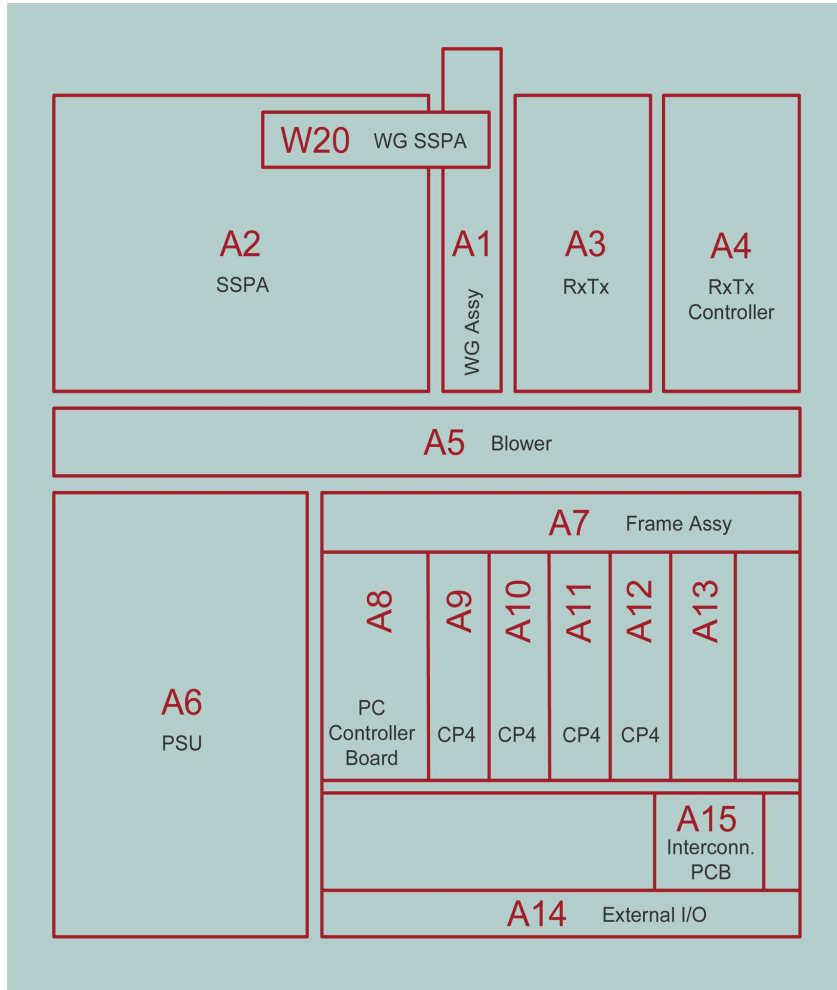 W20 WG SSPA
A2
SSPA
A1
WG Assy
A3
RxTx
A4
RxTx
Controller
A5 Blower
A6
PSU
A7 Frame Assy
A8
PC
Controller
Board
A9
CP4
A10
CP4
A11
CP4
A12
CP4
A13
A15
Interconn.
PCB
A14 External I/O